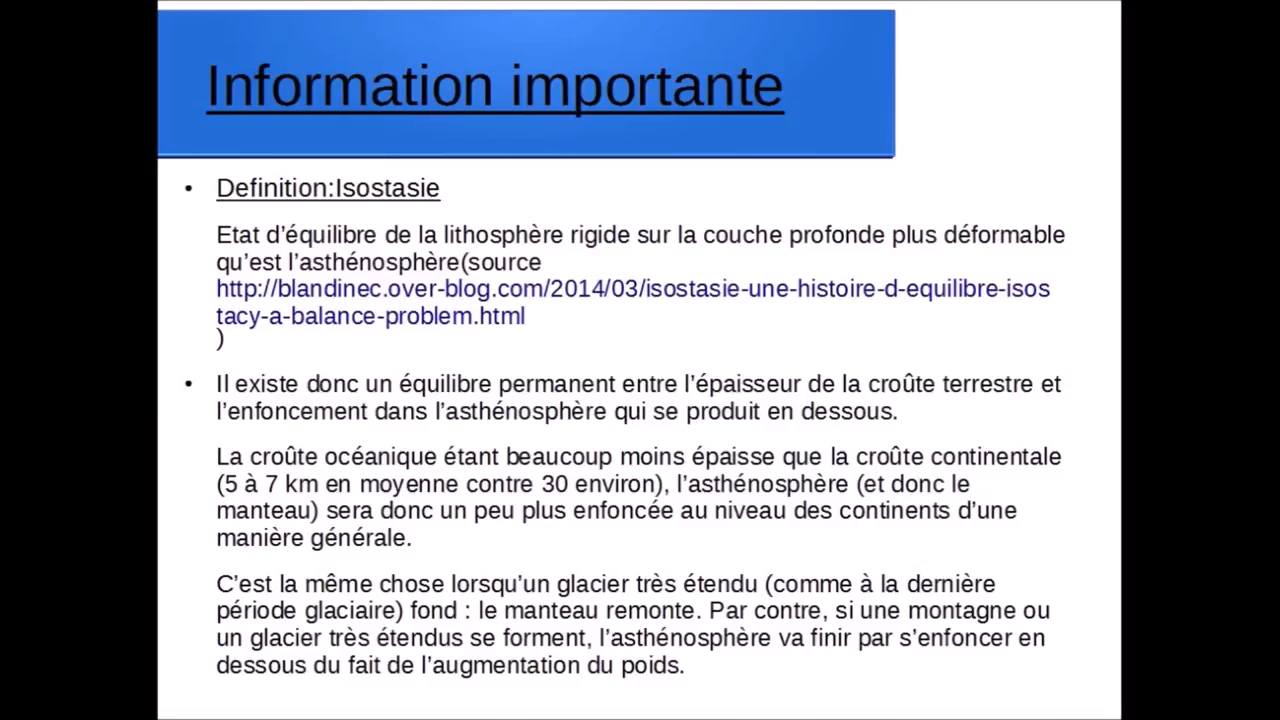 Information importante
• Definition:Isostasie
Etat d’équilibre de la lithosphère rigide sur la couche profonde plus déformable
qu’est l’asthénosphère(source
http://blandinec.over-blog.com/2014/03/isostasie-une-histoire-d-equilibre-isos
tacy-a-balance-problem.html
)
• Il existe donc un équilibre permanent entre l’épaisseur de la croûte terrestre et
l’enfoncement dans l’asthénosphère qui se produit en dessous.
La croûte océanique étant beaucoup moins épaisse que la croûte continentale
(5 à 7 km en moyenne contre 30 environ), l’asthénosphère (et donc le
manteau) sera donc un peu plus enfoncée au niveau des continents d’une
manière générale.
C’est la même chose lorsqu’un glacier très étendu (comme à la dernière
période glaciaire) fond : le manteau remonte. Par contre, si une montagne ou
un glacier très étendus se forment, l’asthénosphère va finir par s’enfoncer en
dessous du fait de l’augmentation du poids.